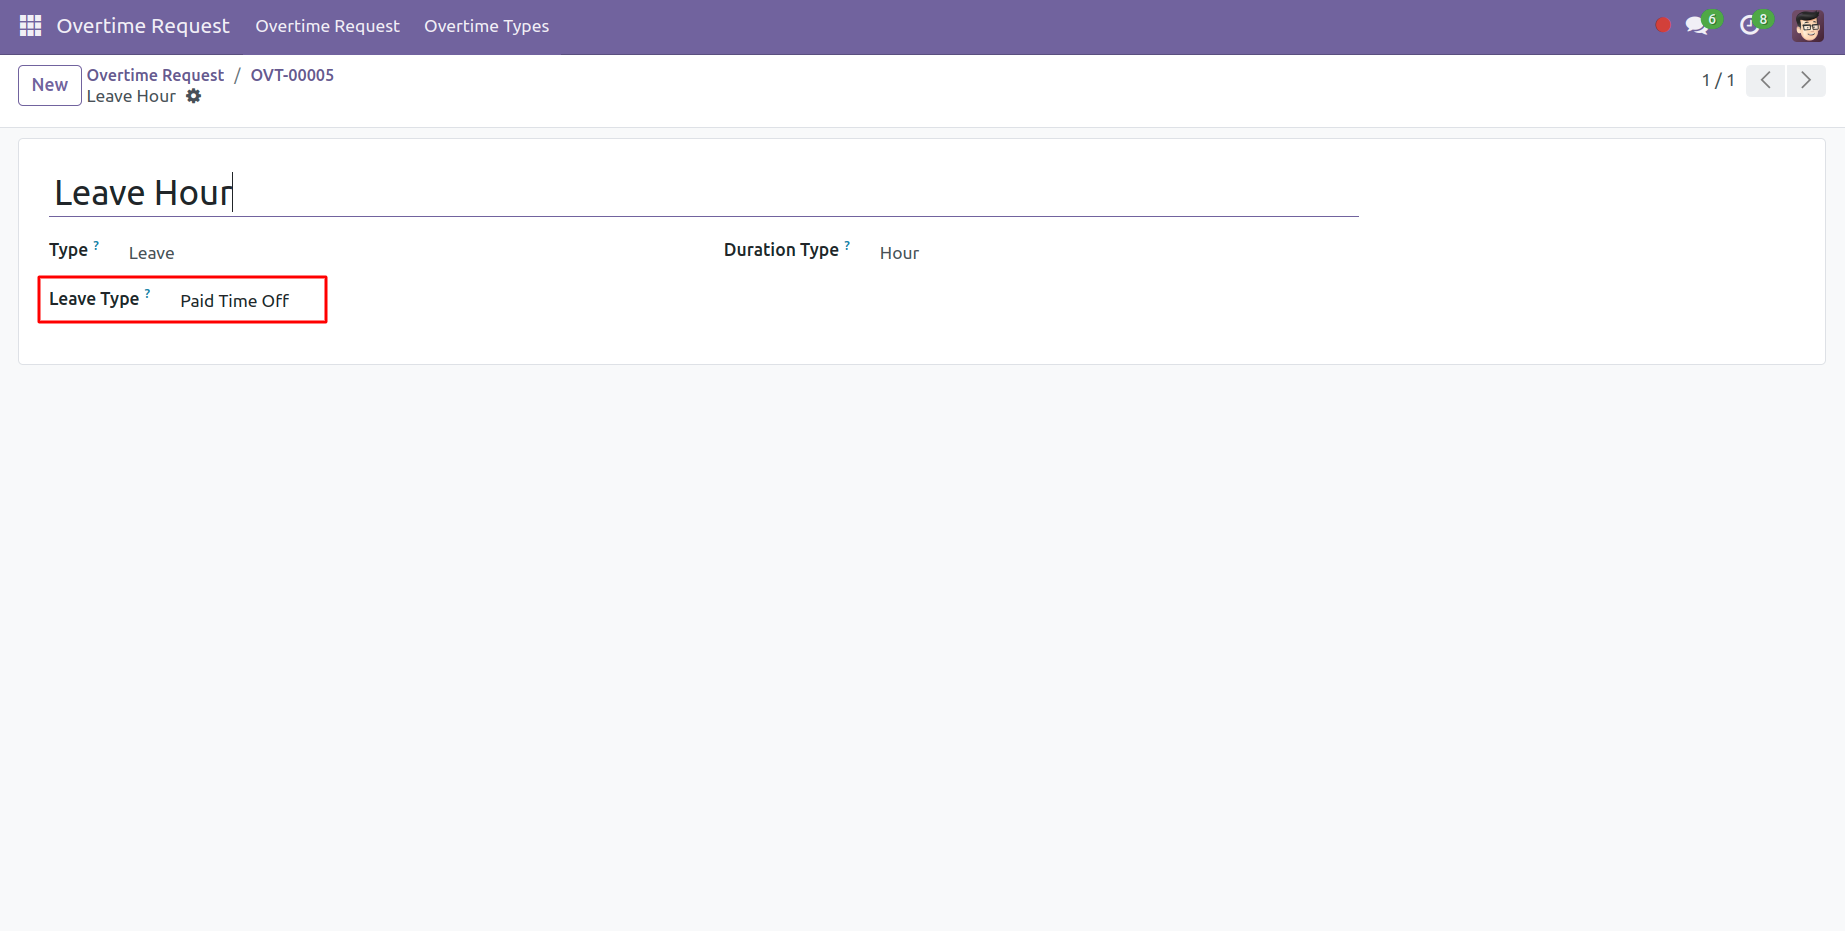 Overtime Request Overtime Request Overtime Types 6 8
New Overtime Request / OVT-00005 1 / 1
Leave Hour
Leave Hour
Type ? Leave Duration Type ? Hour
Leave Type ? Paid Time Off